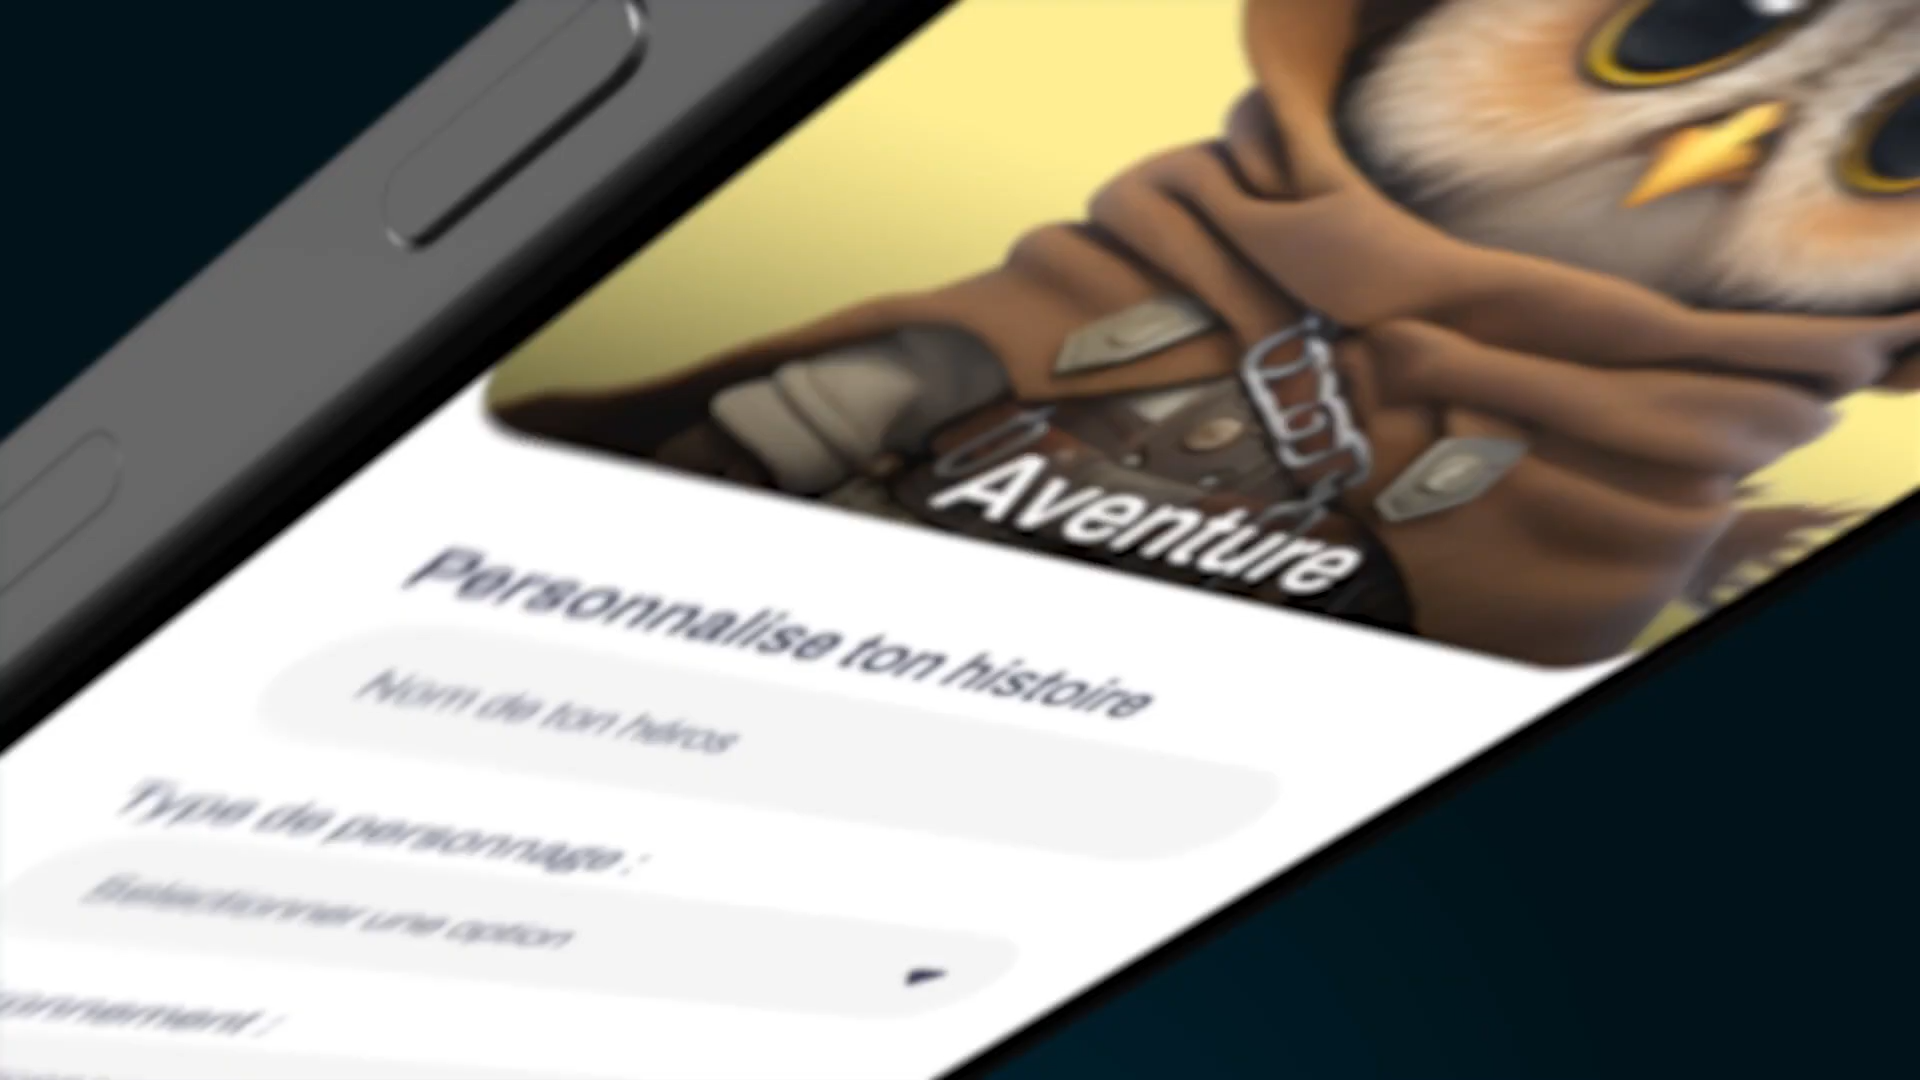 Aventure
Personnalise ton histoire
Nom de ton héros
Type de personnage :
Sélectionner une option